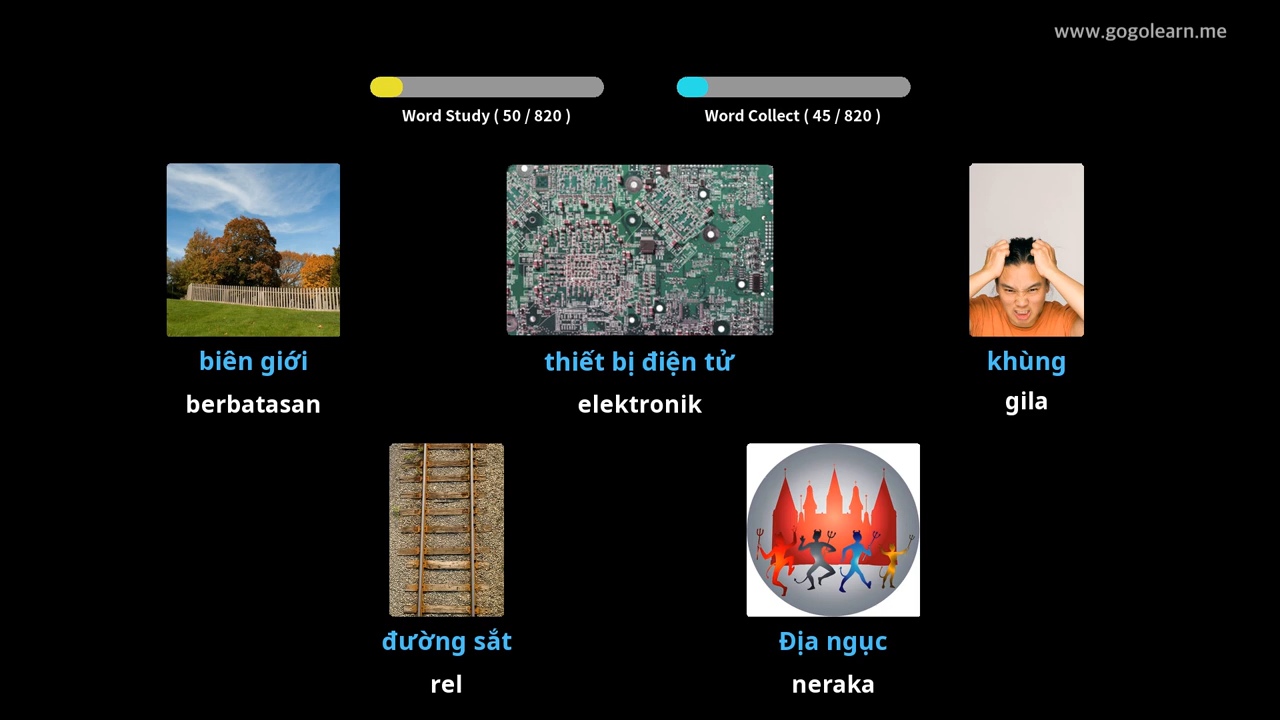 www.gogolearn.me
Word Study ( 50 / 820 )
Word Collect ( 45 / 820 )
biên giới
berbatasan
thiết bị điện tử
elektronik
khùng
gila
đường sắt
rel
Địa ngục
neraka